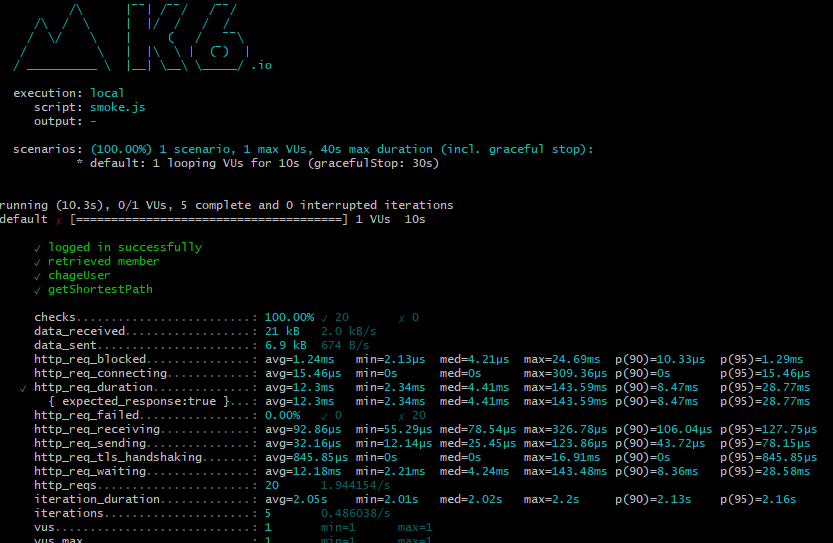 .io
execution: local
script: smoke.js
output: -
scenarios: (100.00%) 1 scenario, 1 max VUs, 40s max duration (incl. graceful stop):
* default: 1 looping VUs for 10s (gracefulStop: 30s)
running (10.3s), 0/1 VUs, 5 complete and 0 interrupted iterations
default ✗ [======================================] 1 VUs  10s
✓ logged in successfully
✓ retrieved member
✓ chageUser
✓ getShortestPath
checks.........................: 100.00% ✓ 20       ✗ 0
data_received..................: 21 kB   2.0 kB/s
data_sent......................: 6.9 kB  674 B/s
http_req_blocked...............: avg=1.24ms   min=2.13µs  med=4.21µs  max=24.69ms  p(90)=10.33µs  p(95)=1.29ms
http_req_connecting............: avg=15.46µs  min=0s      med=0s      max=309.36µs p(90)=0s       p(95)=15.46µs
✓ http_req_duration..............: avg=12.3ms   min=2.34ms  med=4.41ms  max=143.59ms p(90)=8.47ms   p(95)=28.77ms
{ expected_response:true }...: avg=12.3ms   min=2.34ms  med=4.41ms  max=143.59ms p(90)=8.47ms   p(95)=28.77ms
http_req_failed................: 0.00%   ✓ 0        ✗ 20
http_req_receiving.............: avg=92.86µs  min=55.29µs med=78.54µs max=326.78µs p(90)=106.04µs p(95)=127.75µs
http_req_sending...............: avg=32.16µs  min=12.14µs med=25.45µs max=123.86µs p(90)=43.72µs  p(95)=78.15µs
http_req_tls_handshaking.......: avg=845.85µs min=0s      med=0s      max=16.91ms  p(90)=0s       p(95)=845.85µs
http_req_waiting...............: avg=12.18ms  min=2.21ms  med=4.24ms  max=143.48ms p(90)=8.36ms   p(95)=28.58ms
http_reqs......................: 20      1.944154/s
iteration_duration.............: avg=2.05s    min=2.01s   med=2.02s   max=2.2s     p(90)=2.13s    p(95)=2.16s
iterations.....................: 5       0.486038/s
vus............................: 1       min=1      max=1
vus_max........................: 1       min=1      max=1